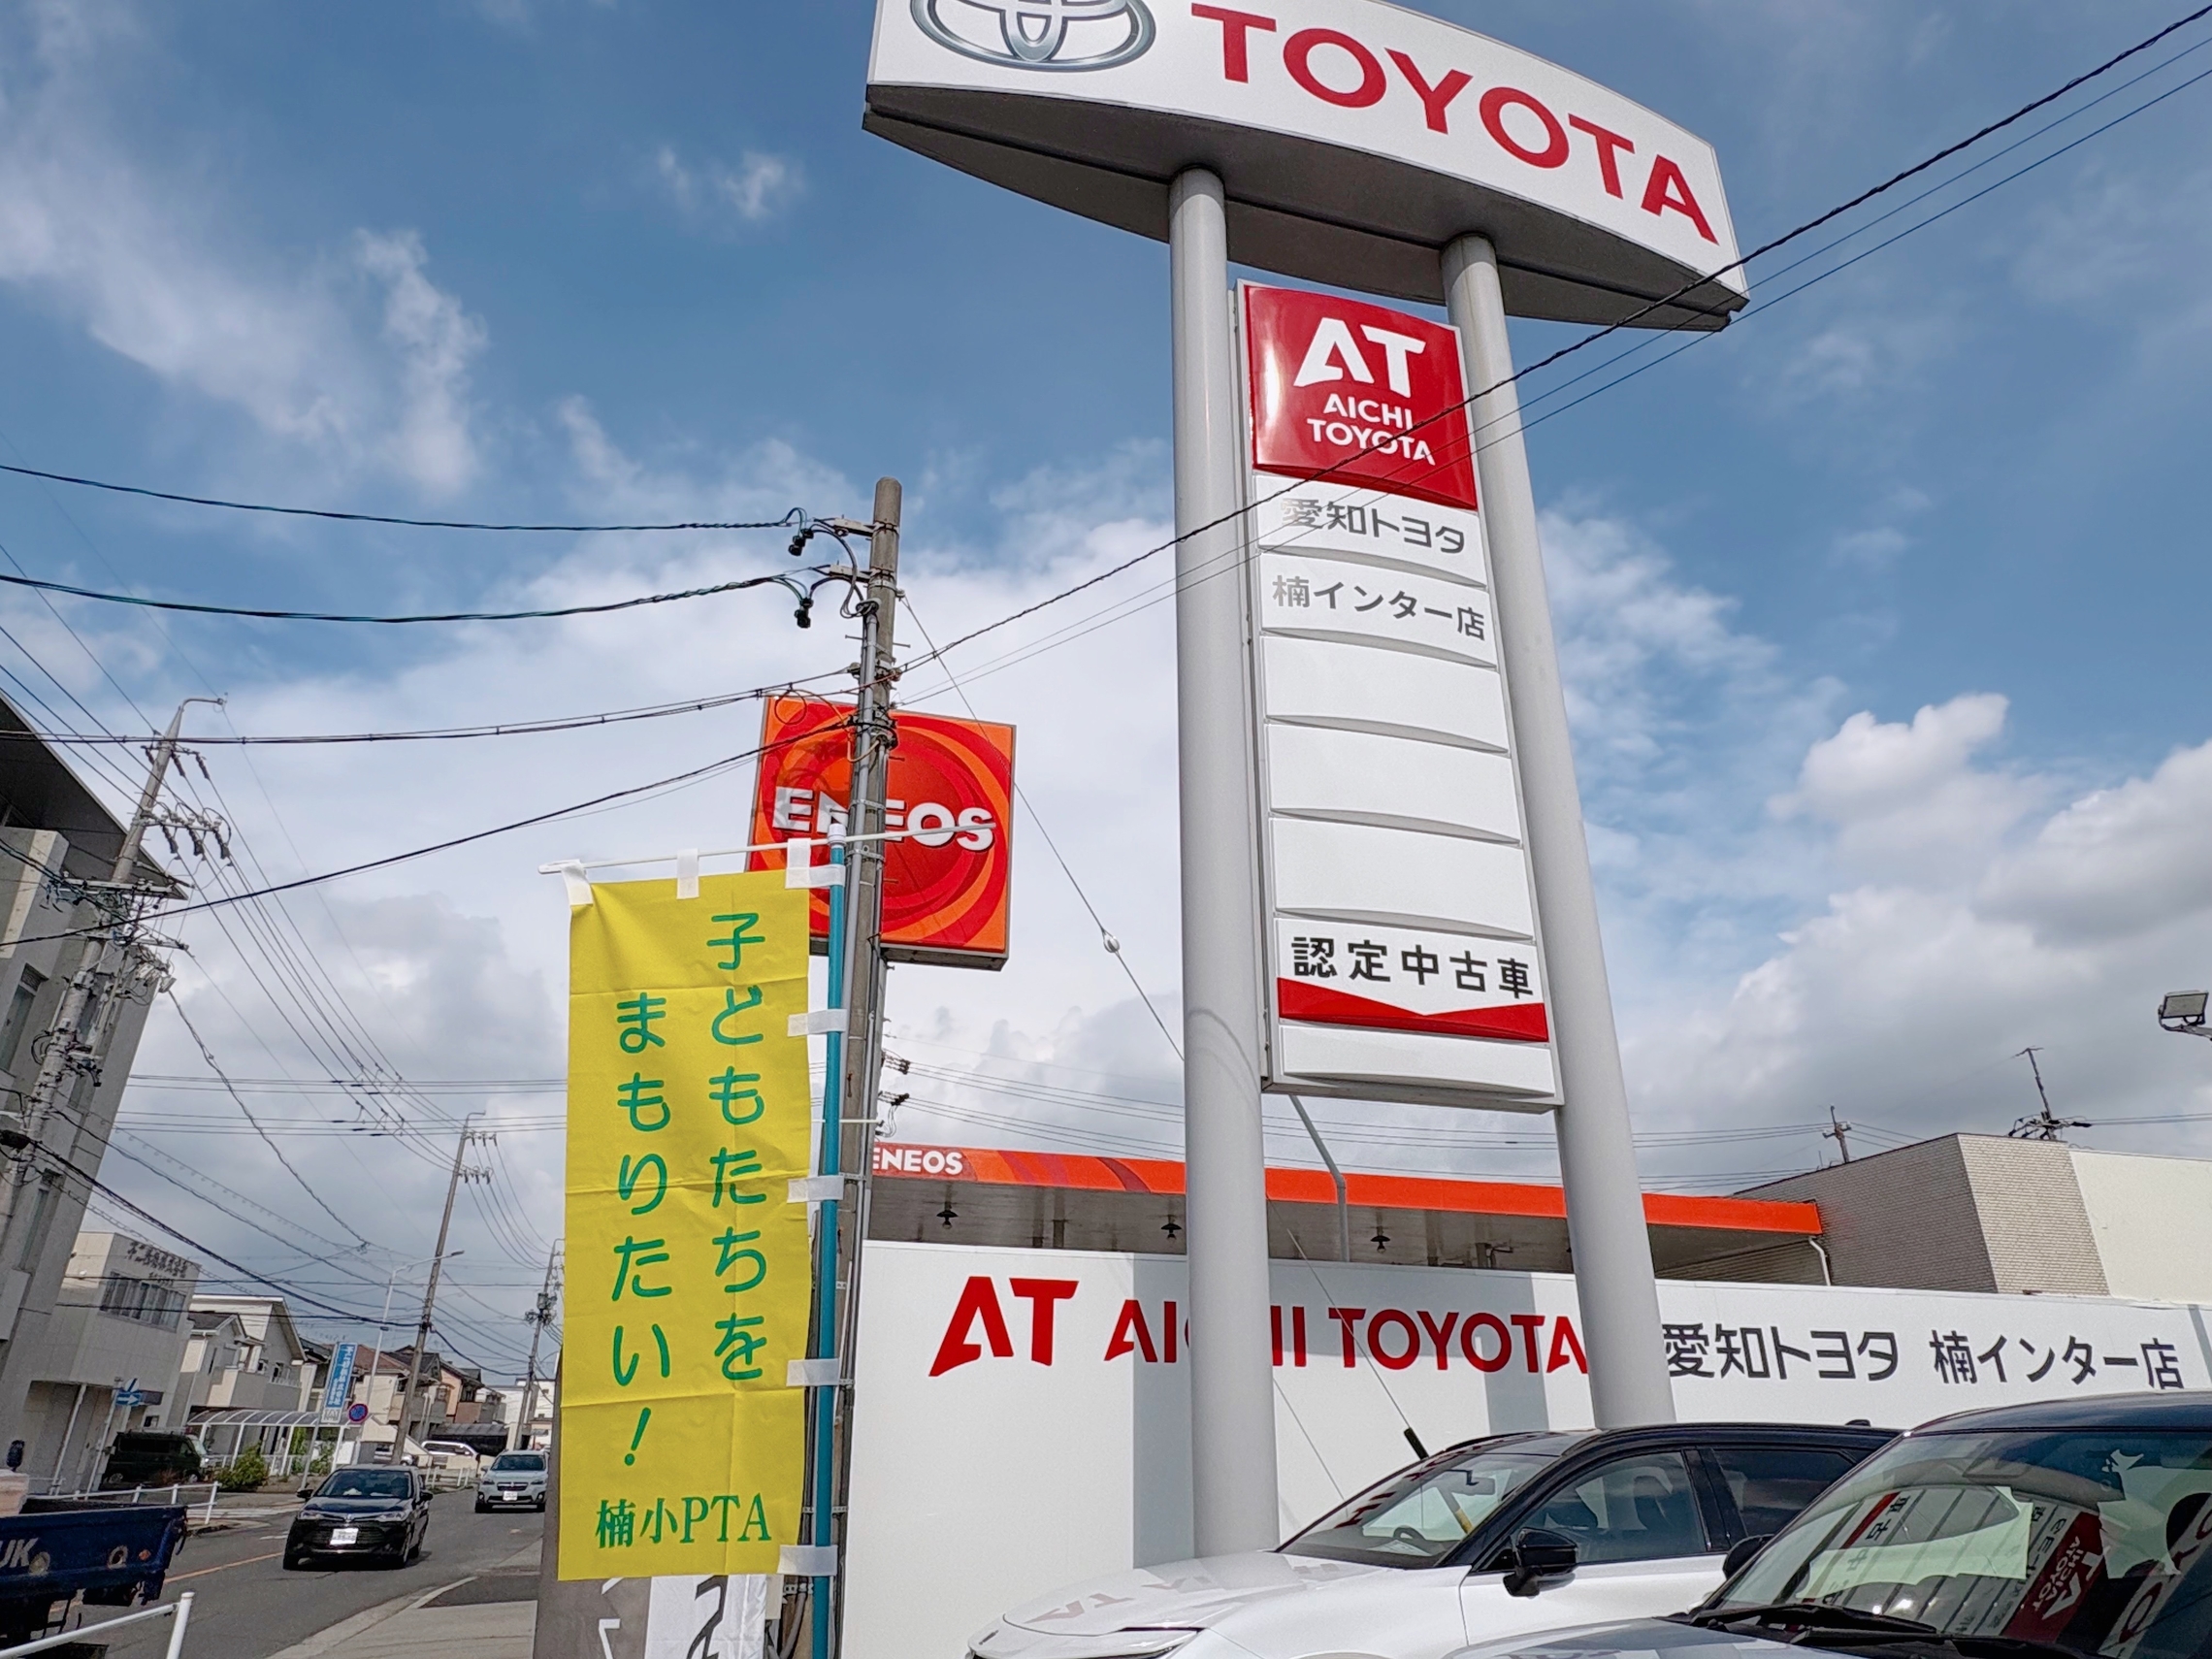 TOYOTA
AT
AICHI
TOYOTA
愛知トヨタ
楠インター店
認定中古車
ENEOS
子どもたちを
まもりたい!
楠小PTA
ENEOS
AT AICHI TOYOTA 愛知トヨタ 楠インター店
UK